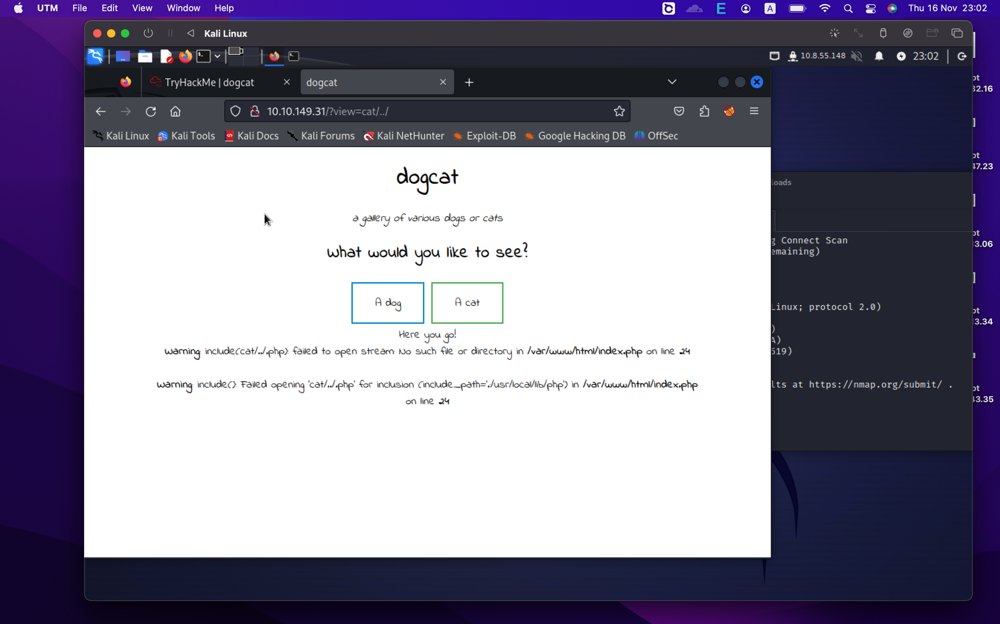 UTM File Edit View Window Help E A Thu 16 Nov 23:02
Kali Linux
10.8.55.148 23:02
TryHackMe | dogcat dogcat
10.10.149.31/?view=cat/../
Kali Linux Kali Tools Kali Docs Kali Forums Kali NetHunter Exploit-DB Google Hacking DB OffSec
dogcat
a gallery of various dogs or cats
What would you like to see?
A dog A cat
Here you go!
Warning: include(cat/../.php): failed to open stream: No such file or directory in /var/www/html/index.php on line 24
Warning: include(): Failed opening 'cat/../.php' for inclusion (include_path='.:/usr/local/lib/php') in /var/www/html/index.php
on line 24
loads
g Connect Scan
emaining)
Linux; protocol 2.0)
)
A)
519)
lts at https://nmap.org/submit/ .
ot
32.16
ot
47.23
ot
13.06
ot
13.34
ot
43.35